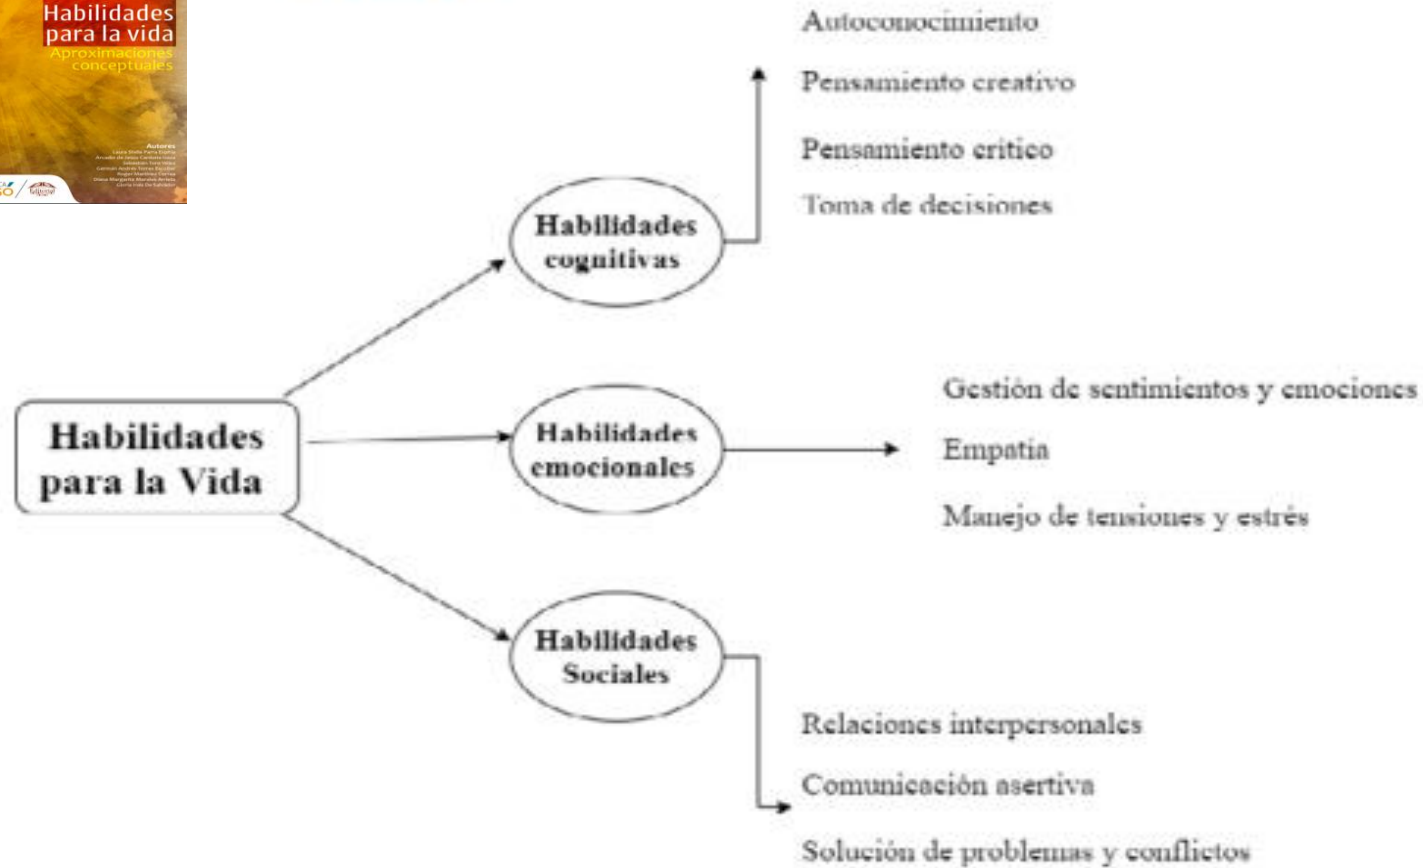 Habilidades
para la vida
Aproximaciones
conceptuales
Autores
Autoconocimiento
Pensamiento creativo
Pensamiento crítico
Toma de decisiones
Habilidades
cognitivas
Habilidades
para la Vida
Habilidades
emocionales
Gestión de sentimientos y emociones
Empatía
Manejo de tensiones y estrés
Habilidades
Sociales
Relaciones interpersonales
Comunicación asertiva
Solución de problemas y conflictos